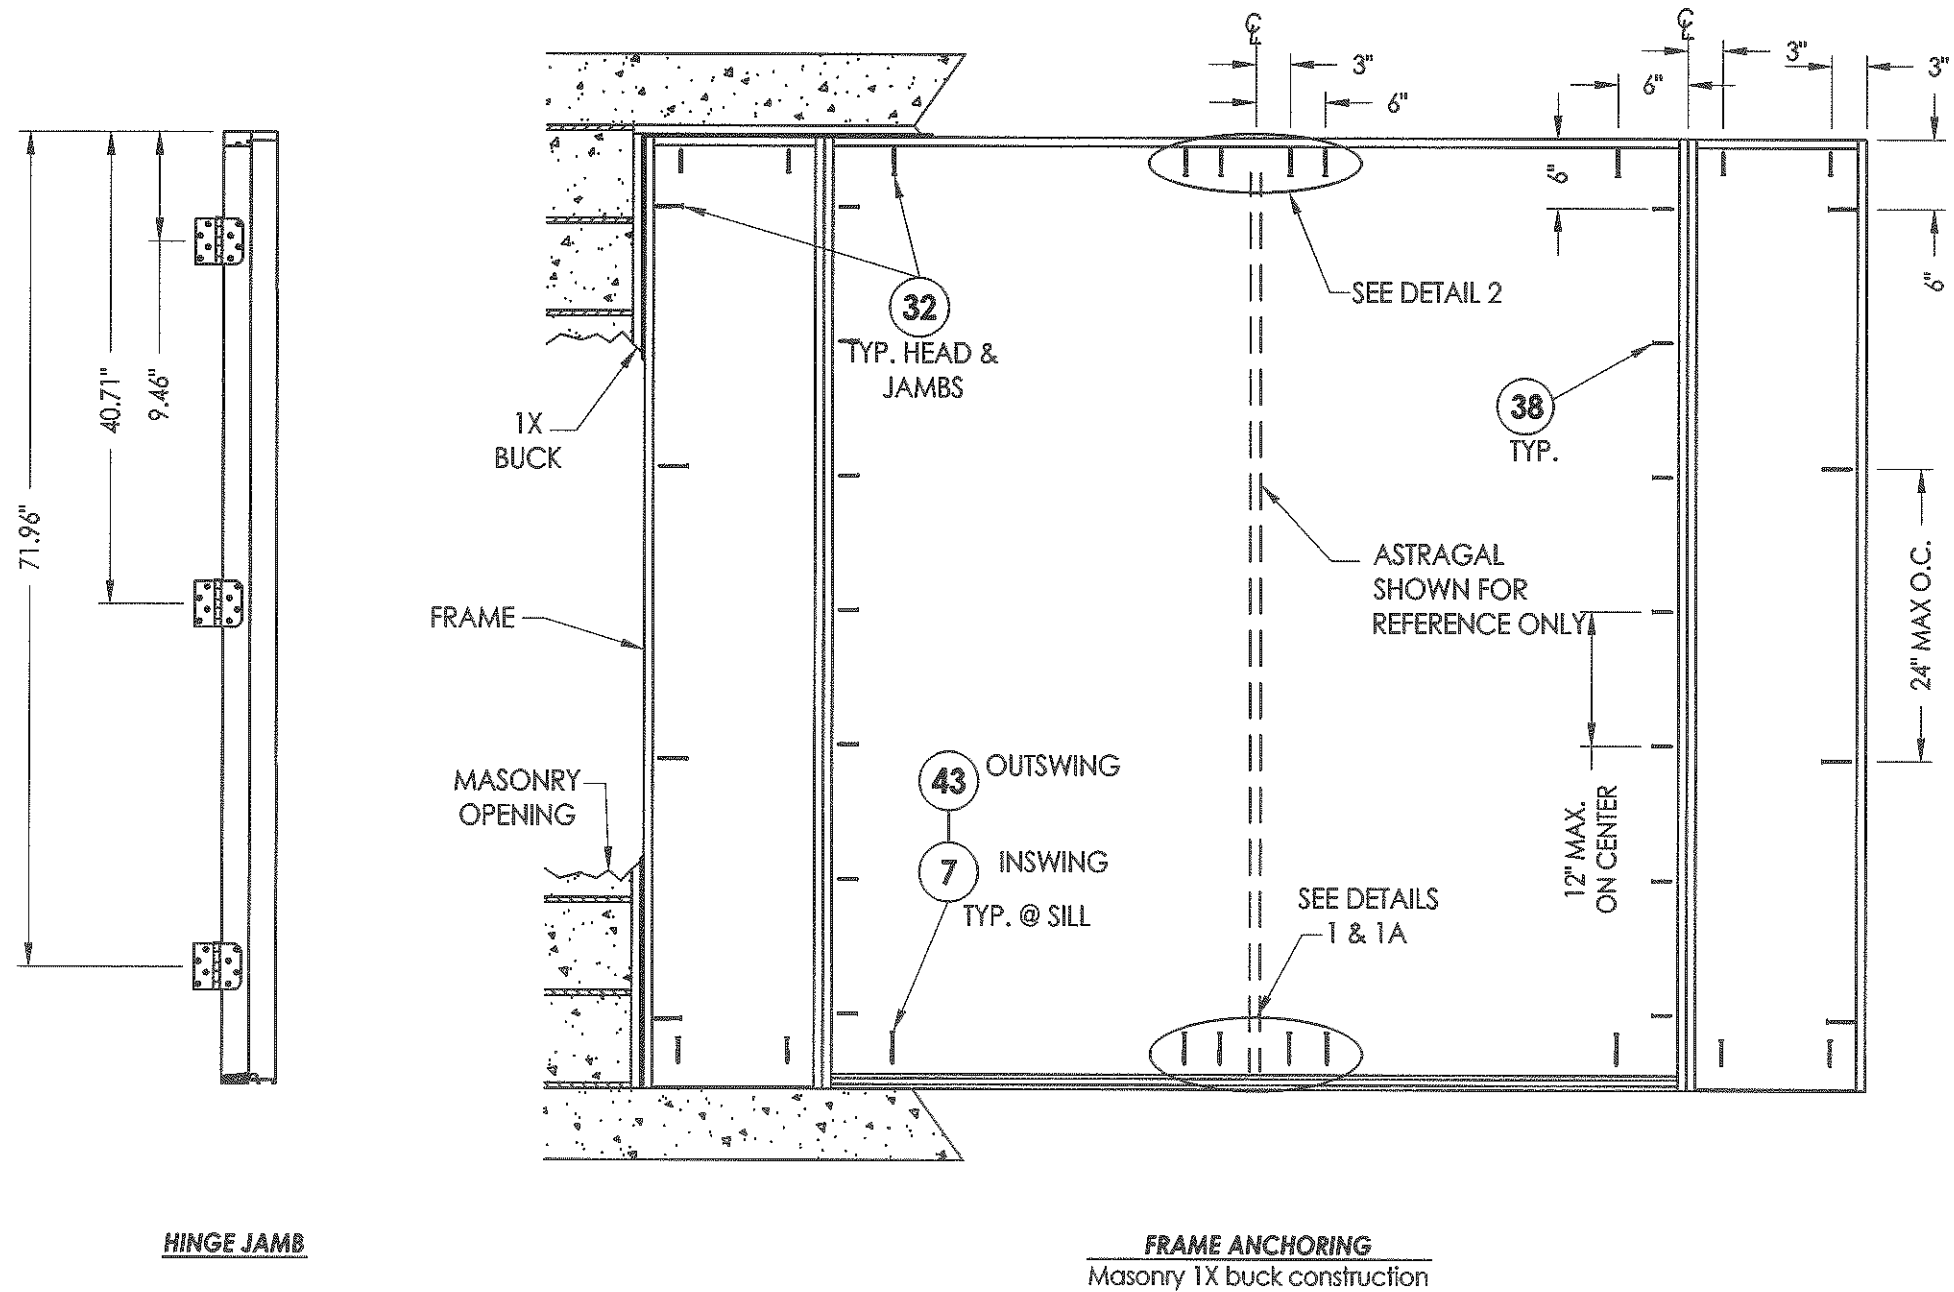 ℄
℄
3"
6"
3"
6"
3"
6"
6"
SEE DETAIL 2
32
TYP. HEAD &
JAMBS
38
TYP.
1X
BUCK
9.46"
40.71"
71.96"
ASTRAGAL
SHOWN FOR
REFERENCE ONLY
FRAME
24" MAX O.C.
MASONRY
OPENING
43 OUTSWING
7 INSWING
TYP. @ SILL
12" MAX.
ON CENTER
SEE DETAILS
1 & 1A
HINGE JAMB
FRAME ANCHORING
Masonry 1X buck construction